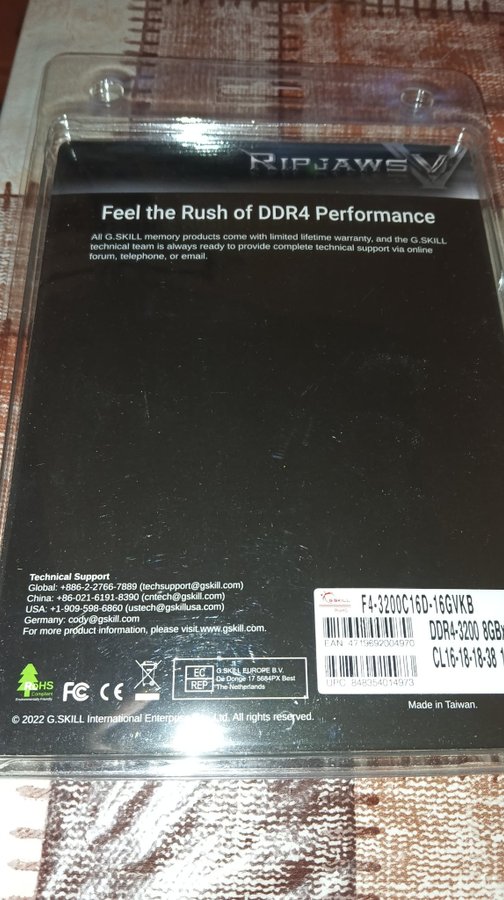 RIPJAWS V
Feel the Rush of DDR4 Performance
All G.SKILL memory products come with limited lifetime warranty, and the G.SKILL
technical team is always ready to provide complete technical support via online
forum, telephone, or email.
Technical Support
Global: +886-2-2766-7889 (techsupport@gskill.com)
China: +86-021-6191-8390 (cntech@gskill.com)
USA: +1-909-598-6860 (ustech@gskillusa.com)
Germany: cody@gskill.com
For more product information, please visit www.gskill.com.
G.SKILL
F4-3200C16D-16GVKB
DDR4-3200 8GBx
EAN 4719692004970
CL16-18-18-38 1
UPC 848354014973
RoHS
Compliant
Environmentally Friendly
FC CE
EC REP
G.SKILL EUROPE B.V.
De Donge 17 5684PX Best
The Netherlands
Made in Taiwan.
© 2022 G.SKILL International Enterprise Ltd. All rights reserved.